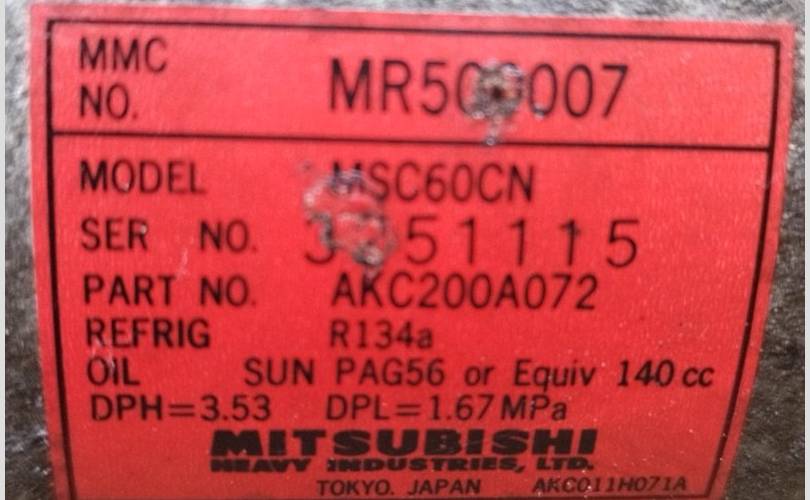 MMC
NO.
MODEL MSC60CN
SER NO.
PART NO. AKC200A072
REFRIG R134a
OIL SUN PAG56 or Equiv 140 cc
DPH=3.53 DPL=1.67MPa
MITSUBISHI
HEAVY INDUSTRIES, LTD.
TOKYO. JAPAN AKC011H071A